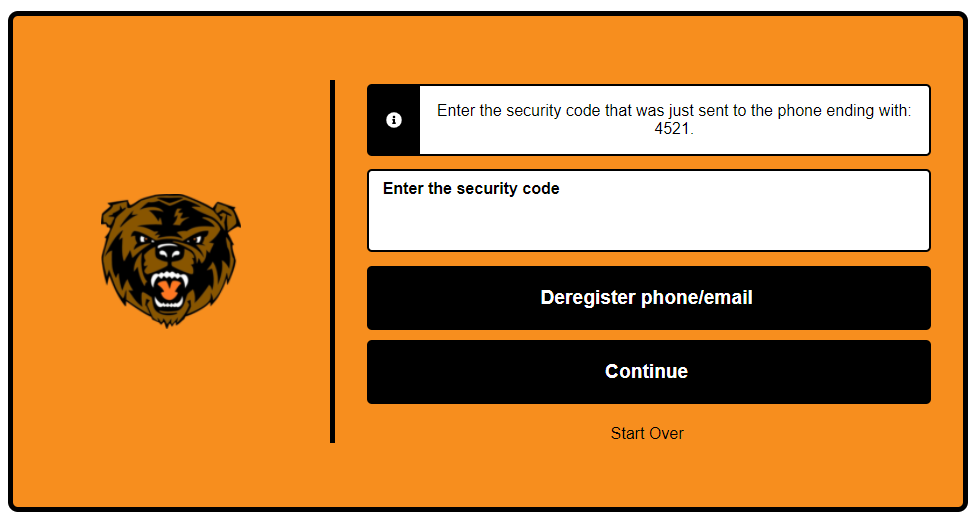 Enter the security code that was just sent to the phone ending with:
4521.
Enter the security code
Deregister phone/email
Continue
Start Over